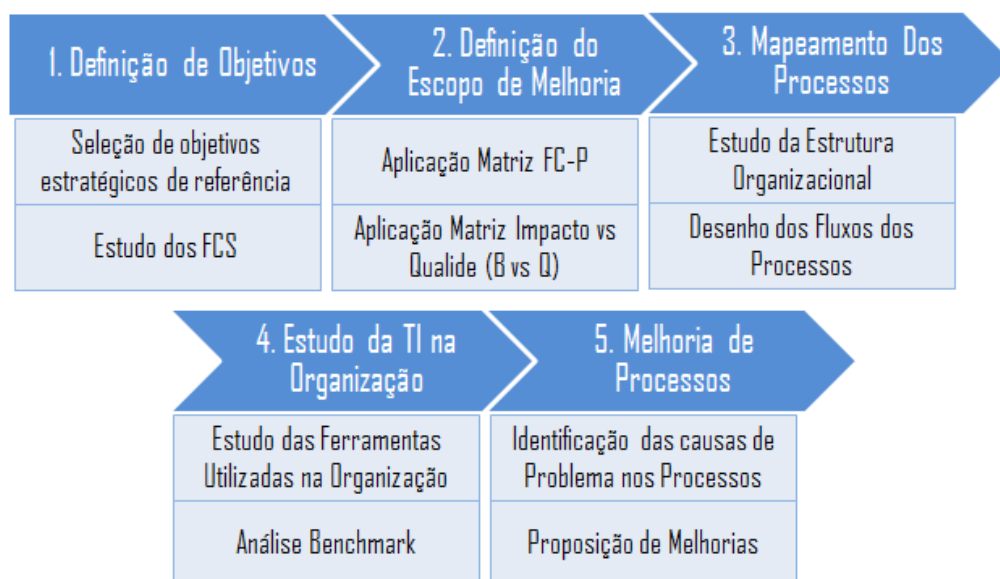 1. Definição de Objetivos
2. Definição do
Escopo de Melhoria
3. Mapeamento Dos
Processos
Seleção de objetivos
estratégicos de referência
Estudo dos FCS
Aplicação Matriz FC-P
Aplicação Matriz Impacto vs
Qualide (B vs Q)
Estudo da Estrutura
Organizacional
Desenho dos Fluxos dos
Processos
4. Estudo da TI na
Organização
5. Melhoria de
Processos
Estudo das Ferramentas
Utilizadas na Organização
Análise Benchmark
Identificação das causas de
Problema nos Processos
Proposição de Melhorias